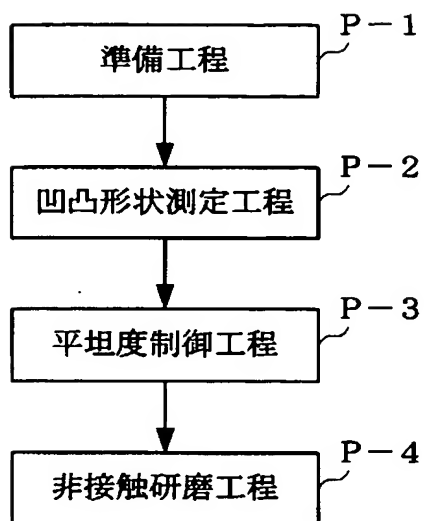 P-1
準備工程
P-2
凹凸形状測定工程
P-3
平坦度制御工程
P-4
非接触研磨工程